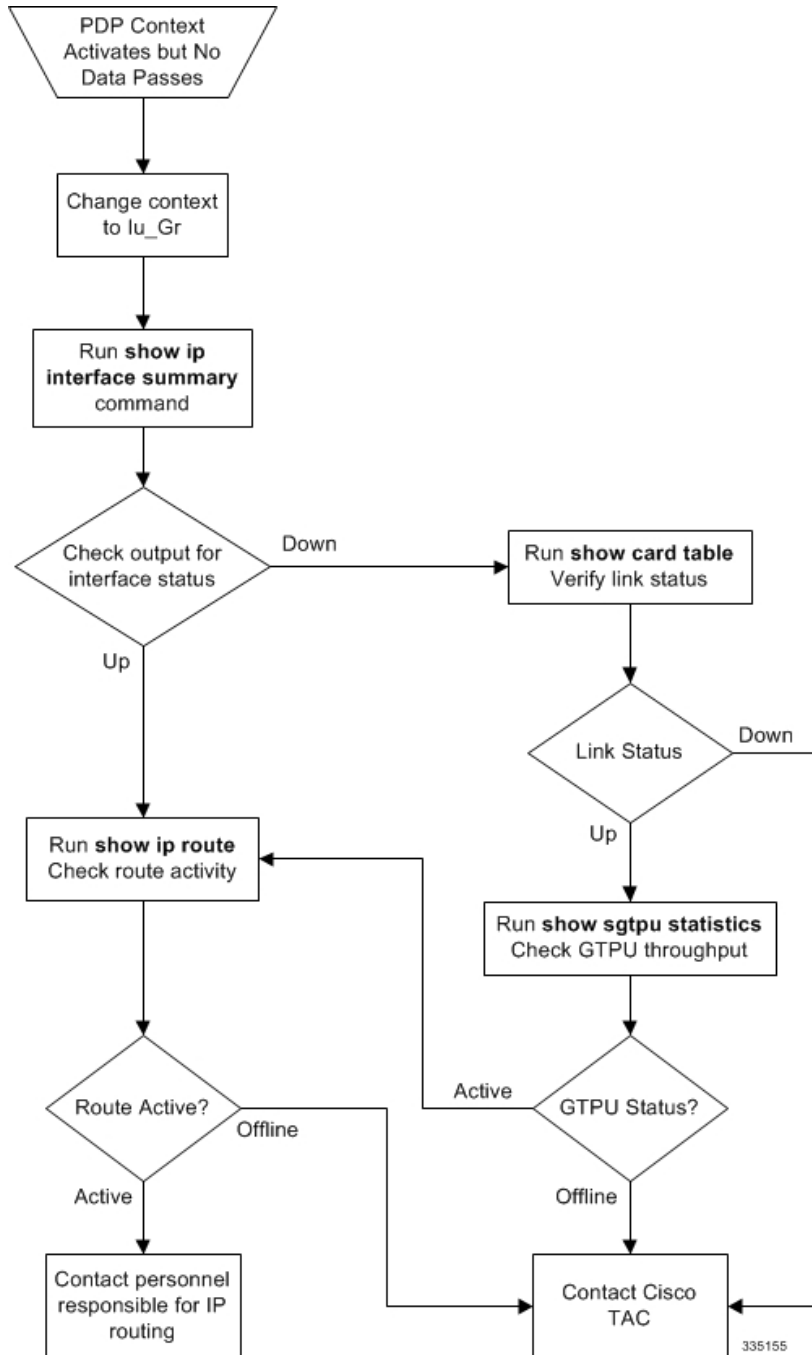 PDP Context
Activates but No
Data Passes
Change context
to Iu_Gr
Run show ip
interface summary
command
Check output for
interface status
Down
Run show card table
Verify link status
Up
Link Status
Down
Run show ip route
Check route activity
Up
Run show sgtpu statistics
Check GTPU throughput
Route Active?
Offline
Active
GTPU Status?
Active
Offline
Contact personnel
responsible for IP
routing
Contact Cisco
TAC
335155